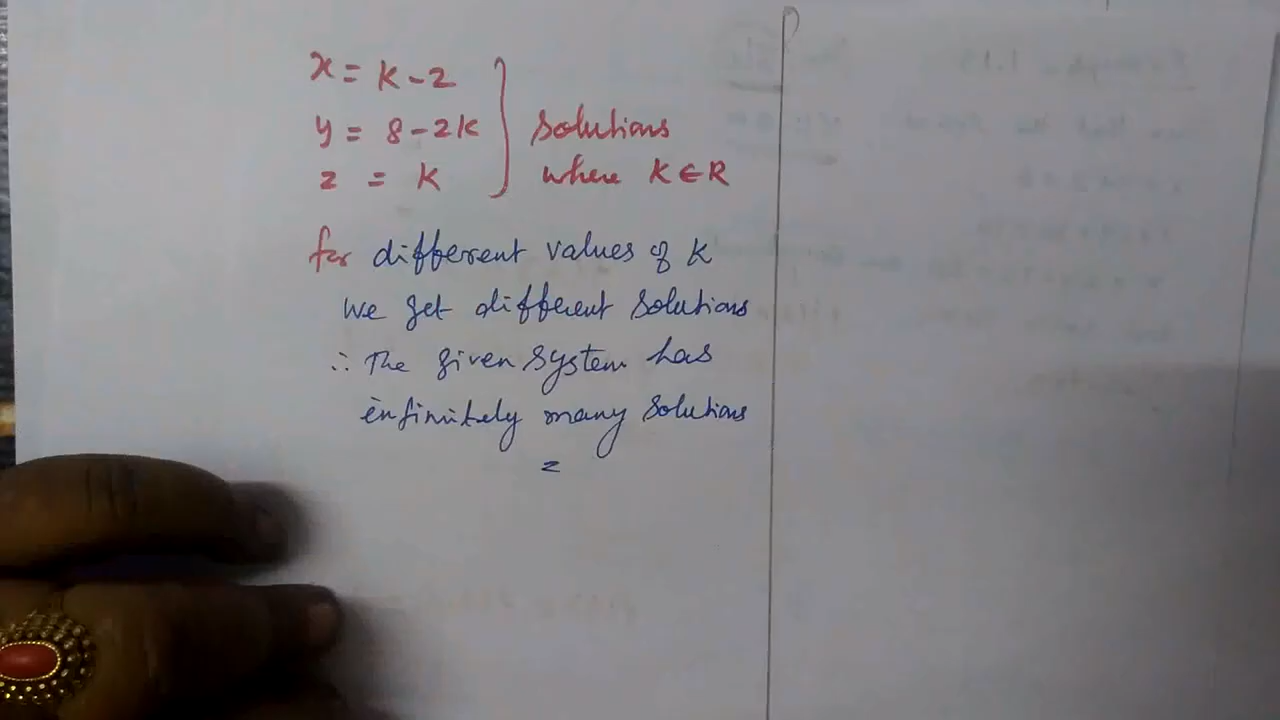 x = k - 2
y = 8 - 2k
z = k
solutions
where k ∈ R
for different values of k
we get different solutions
∴ The given system has
infinitely many solutions